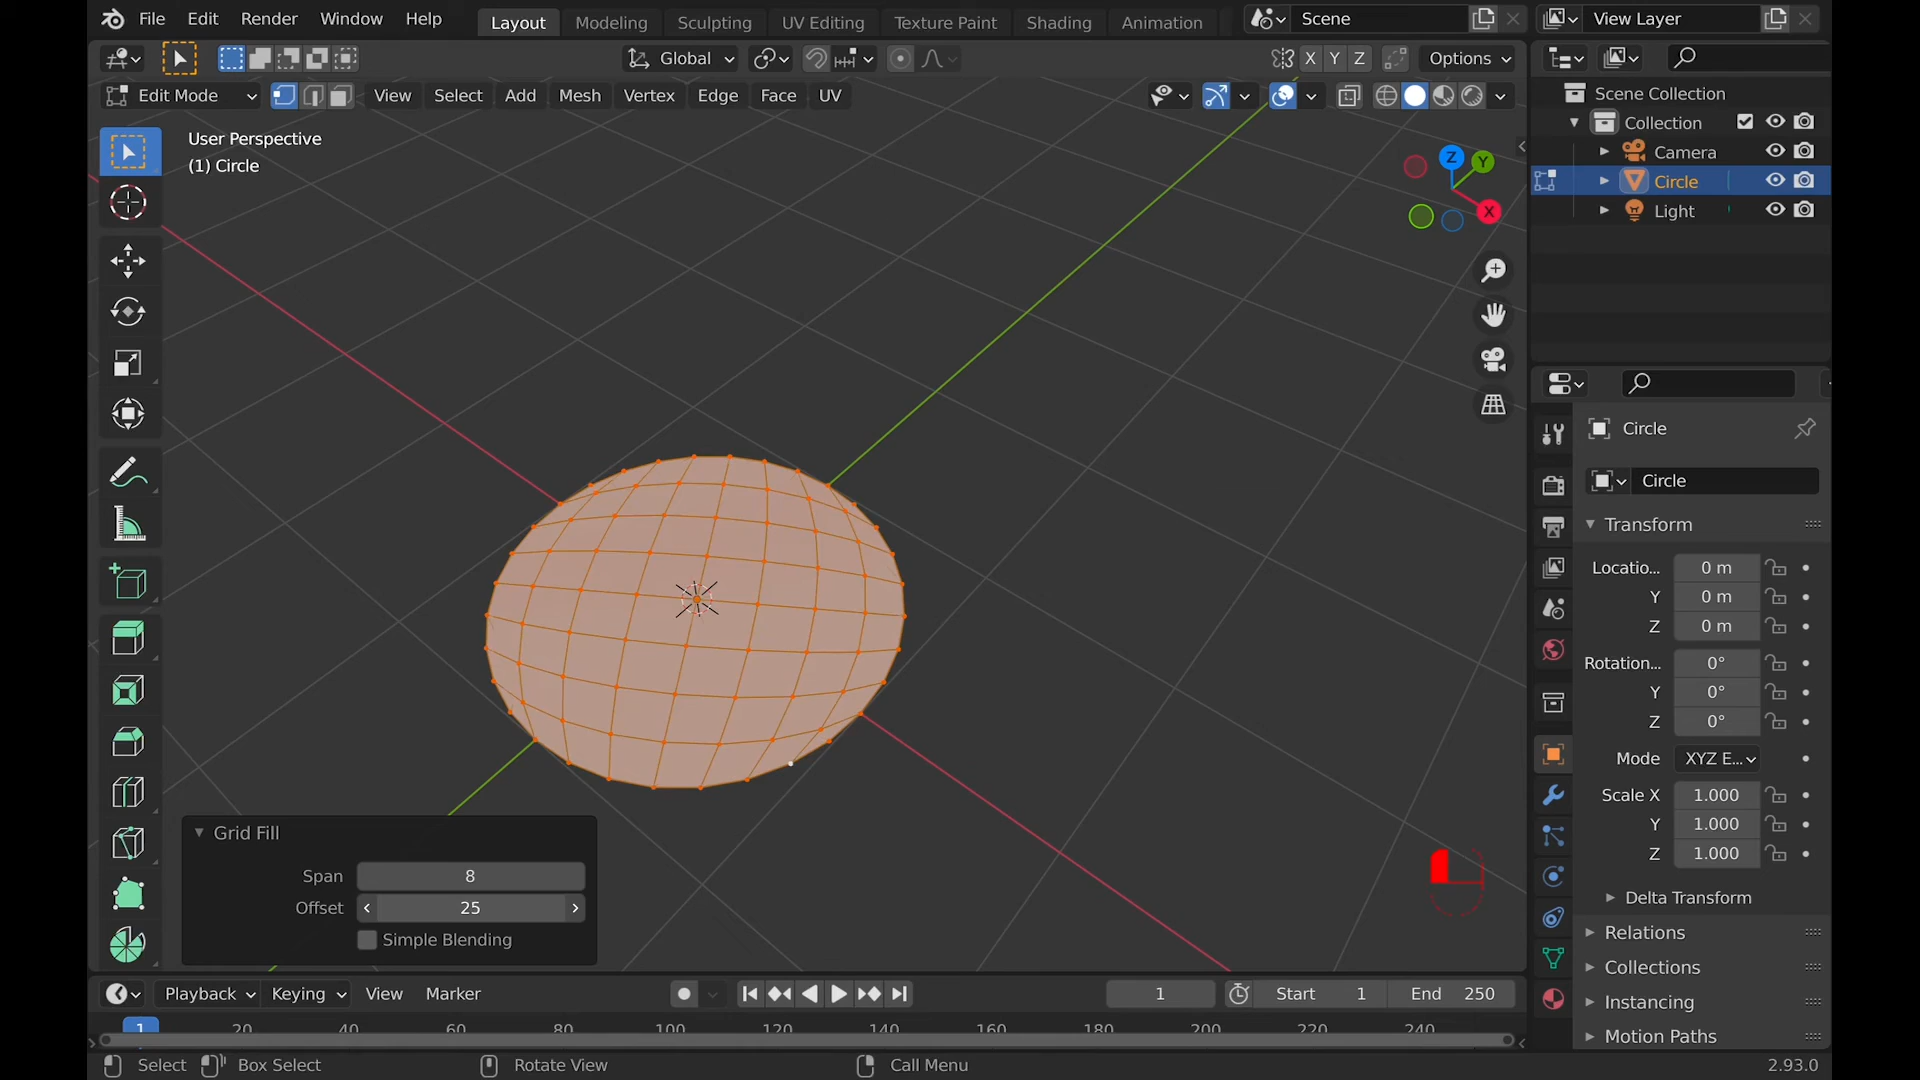 File Edit Render Window Help Layout Modeling Sculpting UV Editing Texture Paint Shading Animation Scene View Layer
Global X Y Z Options
Edit Mode View Select Add Mesh Vertex Edge Face UV
Scene Collection
Collection
Camera
Circle
Light
User Perspective
(1) Circle
Z
Y
X
Circle
Circle
Transform
Locatio... 0 m
Y 0 m
Z 0 m
Rotation... 0°
Y 0°
Z 0°
Mode XYZ E...
Scale X 1.000
Y 1.000
Z 1.000
Delta Transform
Relations
Collections
Instancing
Motion Paths
Grid Fill
Span 8
Offset 25
Simple Blending
Playback Keying View Marker 1 Start 1 End 250
1 20 40 60 80 100 120 140 160 180 200 220 240
Select Box Select Rotate View Call Menu 2.93.0